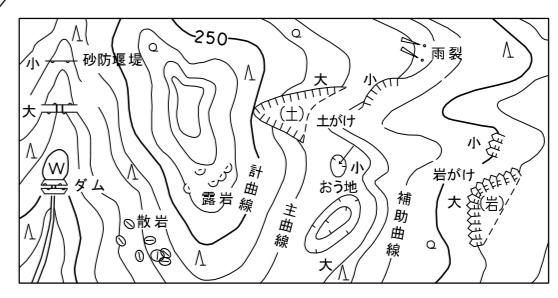 250
小 砂防堰堤
大
W
ダム
散岩
露岩
計曲線
主曲線
大
(土)
土がけ
小
雨裂
小
おう地
大
補助曲線
小
岩がけ
大
(岩)